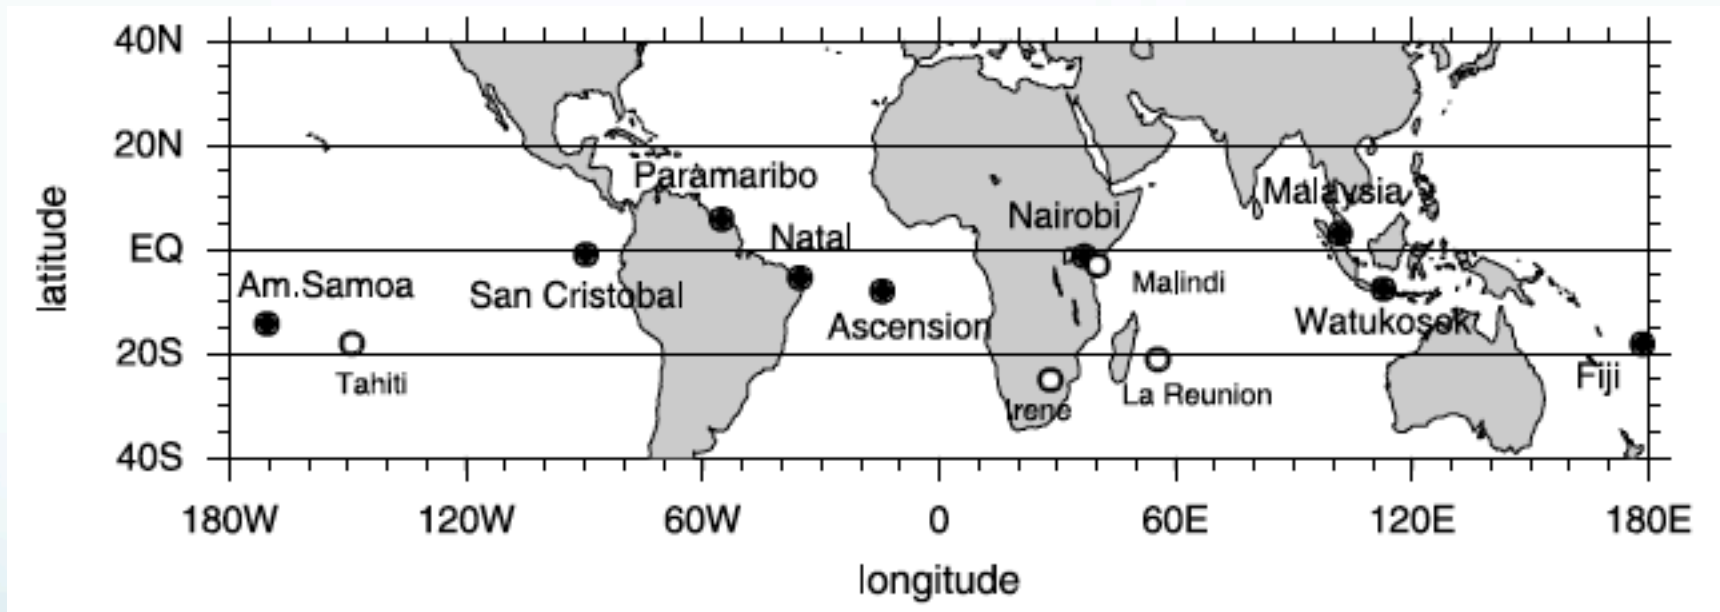 40N
20N
EQ
20S
40S
latitude
Paramaribo
Malaysia
Nairobi
Natal
Am.Samoa
San Cristobal
Malindi
Ascension
Watukosek
Tahiti
Irene
La Reunion
Fiji
180W 120W 60W 0 60E 120E 180E
longitude